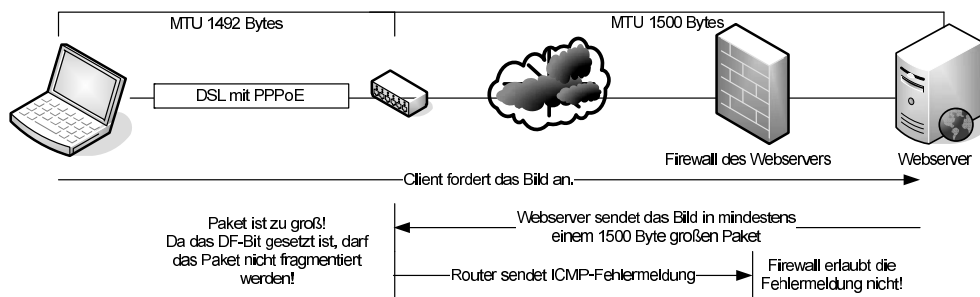 MTU 1492 Bytes
MTU 1500 Bytes
DSL mit PPPoE
Firewall des Webservers
Webserver
Client fordert das Bild an.
Paket ist zu groß!
Da das DF-Bit gesetzt ist, darf
das Paket nicht fragmentiert
werden!
Webserver sendet das Bild in mindestens
einem 1500 Byte großen Paket
Router sendet ICMP-Fehlermeldung
Firewall erlaubt die
Fehlermeldung nicht!